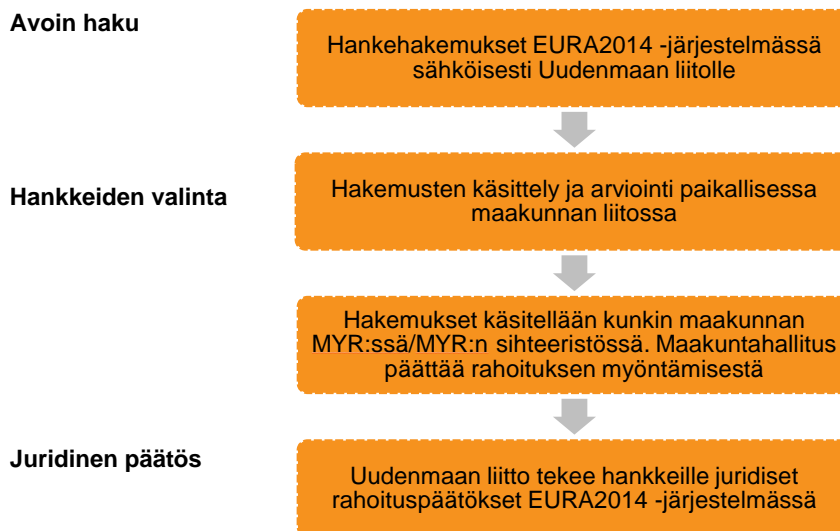 Avoin haku
Hankehakemukset EURA2014 -järjestelmässä
sähköisesti Uudenmaan liitolle
Hankkeiden valinta
Hakemusten käsittely ja arviointi paikallisessa
maakunnan liitossa
Hakemukset käsitellään kunkin maakunnan
MYR:ssä/MYR:n sihteeristössä. Maakuntahallitus
päättää rahoituksen myöntämisestä
Juridinen päätös
Uudenmaan liitto tekee hankkeille juridiset
rahoituspäätökset EURA2014 -järjestelmässä